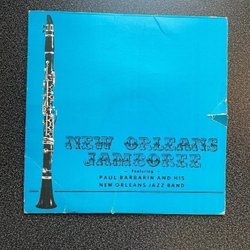 NEW ORLEANS
JAMBOREE
Featuring
PAUL BARBARIN AND HIS
NEW ORLEANS JAZZ BAND